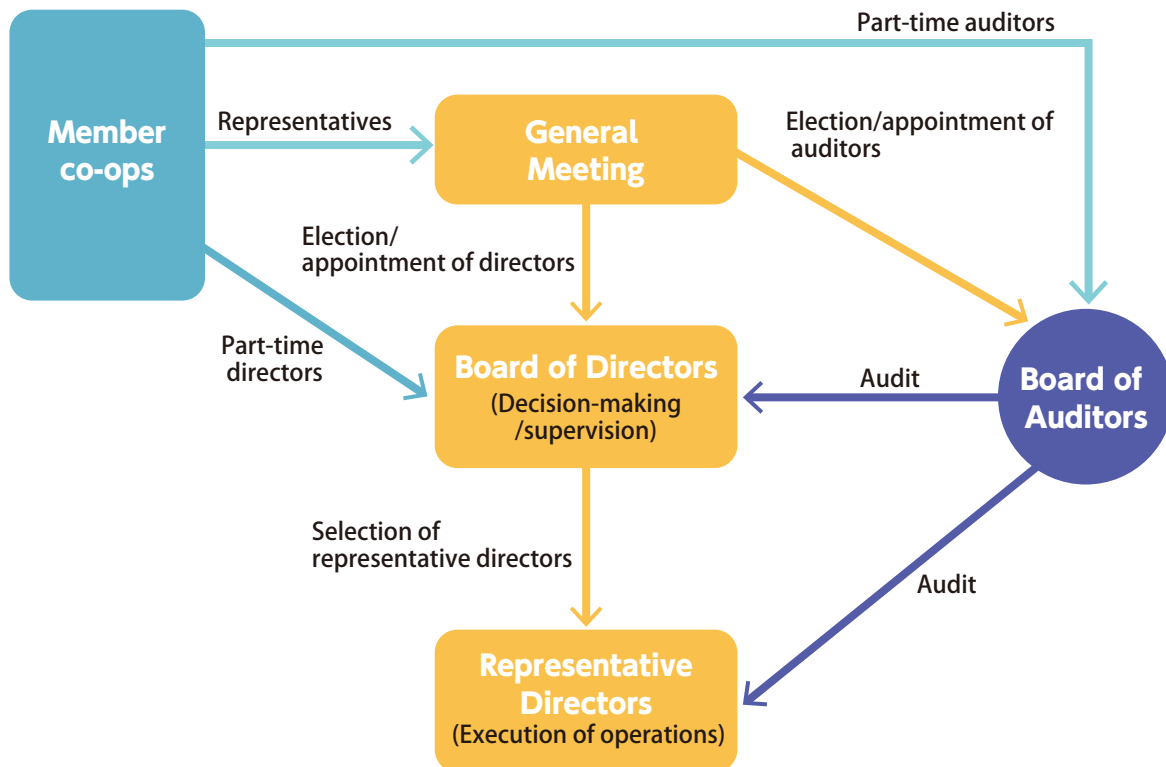 Part-time auditors
Member
co-ops
Representatives
General
Meeting
Election/appointment of
auditors
Election/
appointment of directors
Part-time
directors
Board of Directors
(Decision-making
/supervision)
Audit
Board of
Auditors
Selection of
representative directors
Audit
Representative
Directors
(Execution of operations)